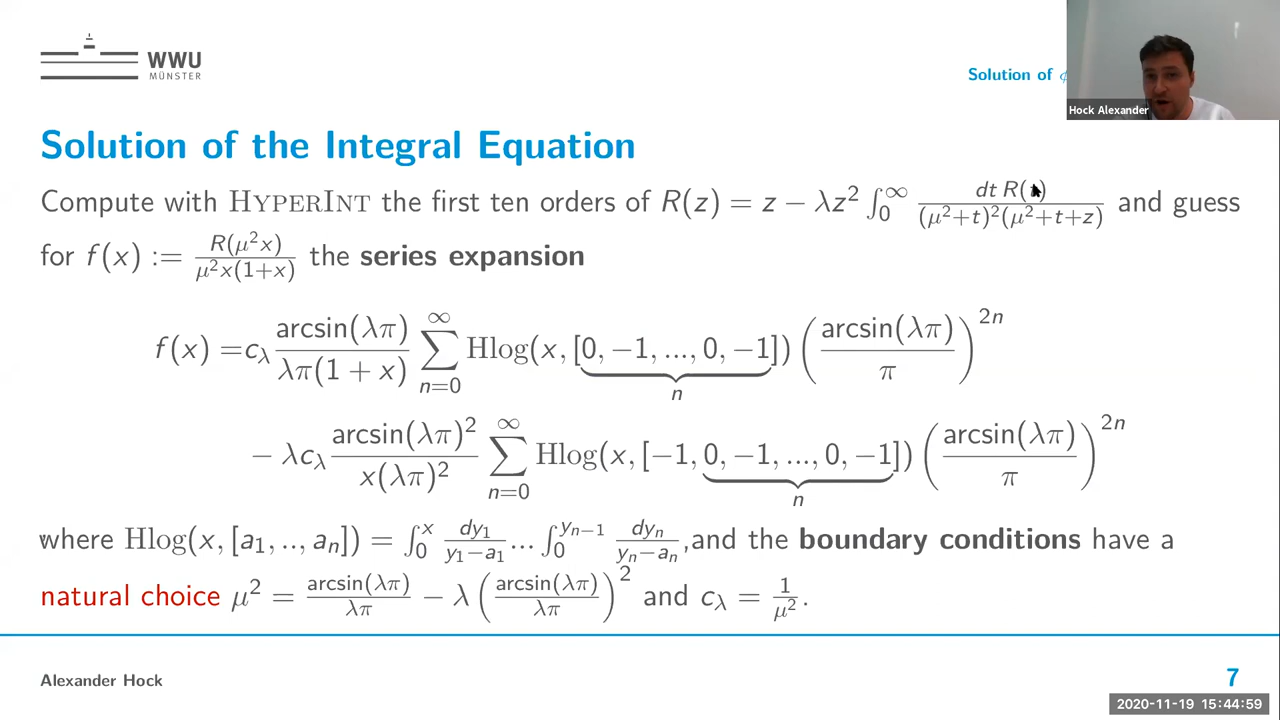 WWU
MÜNSTER
Solution of ϕ
Hock Alexander
Solution of the Integral Equation
Compute with HYPERINT the first ten orders of R(z) = z − λz² ∫₀^∞ dt R( ) / (μ²+t)²(μ²+t+z) and guess
for f(x) := R(μ²x) / μ²x(1+x) the series expansion
f(x) =c_λ arcsin(λπ) / λπ(1 + x) ∑_{n=0}^∞ Hlog(x, [0, −1, ..., 0, −1]) (arcsin(λπ) / π)^{2n}
n
− λc_λ arcsin(λπ)² / x(λπ)² ∑_{n=0}^∞ Hlog(x, [−1, 0, −1, ..., 0, −1]) (arcsin(λπ) / π)^{2n}
n
where Hlog(x, [a₁, .., aₙ]) = ∫₀^x dy₁ / y₁−a₁ ... ∫₀^{yₙ₋₁} dyₙ / yₙ−aₙ ,and the boundary conditions have a
natural choice μ² = arcsin(λπ) / λπ − λ (arcsin(λπ) / λπ)² and c_λ = 1 / μ².
Alexander Hock
7
2020-11-19 15:44:59